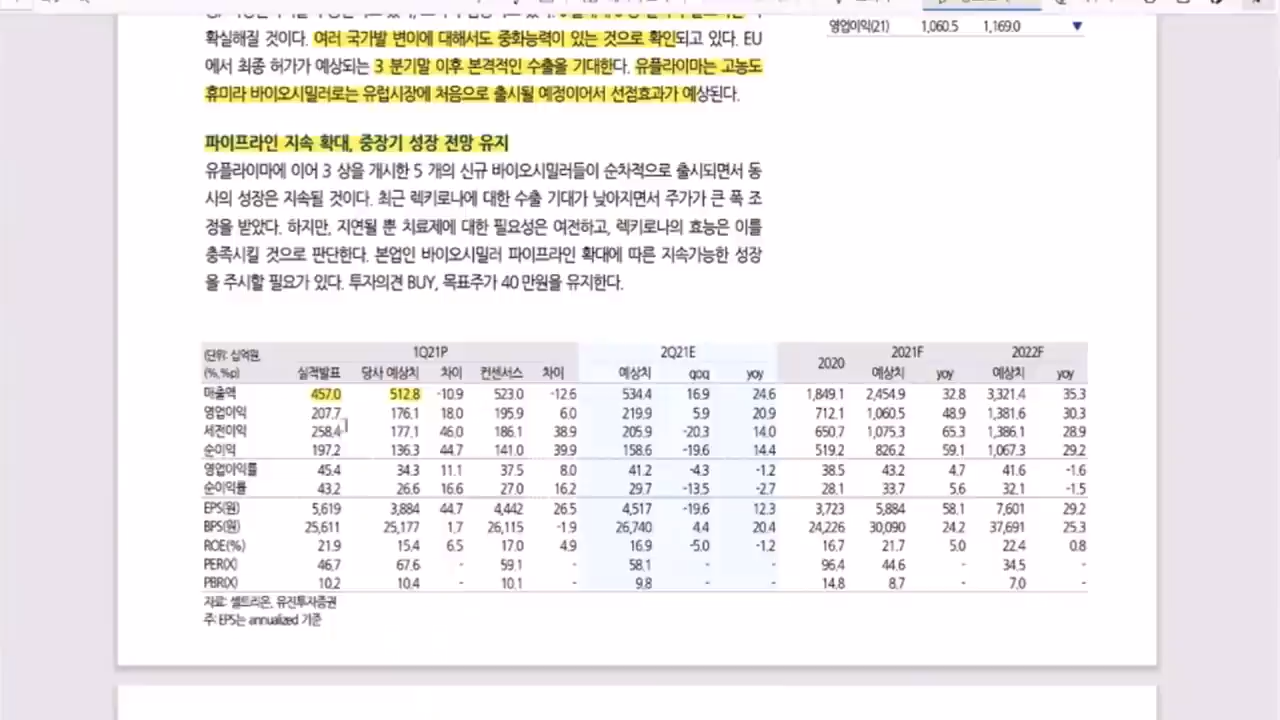 확실해질 것이다. 여러 국가발 변이에 대해서도 중화능력이 있는 것으로 확인되고 있다. EU
에서 최종 허가가 예상되는 3 분기말 이후 본격적인 수출을 기대한다. 유플라이마는 고농도
휴미라 바이오시밀러로는 유럽시장에 처음으로 출시될 예정이어서 선점효과가 예상된다.
영업이익(21) 1,060.5 1,169.0 ▼
파이프라인 지속 확대, 중장기 성장 전망 유지
유플라이마에 이어 3 상을 개시한 5 개의 신규 바이오시밀러들이 순차적으로 출시되면서 동
사의 성장은 지속될 것이다. 최근 렉키로나에 대한 수출 기대가 낮아지면서 주가가 큰 폭 조
정을 받았다. 하지만, 지연될 뿐 치료제에 대한 필요성은 여전하고, 렉키로나의 효능은 이를
충족시킬 것으로 판단한다. 본업인 바이오시밀러 파이프라인 확대에 따른 지속가능한 성장
을 주시할 필요가 있다. 투자의견 BUY, 목표주가 40 만원을 유지한다.
(단위: 십억원, 1Q21P 2Q21E 2020 2021F 2022F
(%,%p) 실적발표 당사 예상치 차이 컨센서스 차이 예상치 qoq yoy 예상치 yoy 예상치 yoy
매출액 457.0 512.8 -10.9 523.0 -12.6 534.4 16.9 24.6 1,849.1 2,454.9 32.8 3,321.4 35.3
영업이익 207.7 176.1 18.0 195.9 6.0 219.9 5.9 20.9 712.1 1,060.5 48.9 1,381.6 30.3
세전이익 258.4 177.1 46.0 186.1 38.9 205.9 -20.3 14.0 650.7 1,075.3 65.3 1,386.1 28.9
순이익 197.2 136.3 44.7 141.0 39.9 158.6 -19.6 14.4 519.2 826.2 59.1 1,067.3 29.2
영업이익률 45.4 34.3 11.1 37.5 8.0 41.2 -4.3 -1.2 38.5 43.2 4.7 41.6 -1.6
순이익률 43.2 26.6 16.6 27.0 16.2 29.7 -13.5 -2.7 28.1 33.7 5.6 32.1 -1.5
EPS(원) 5,619 3,884 44.7 4,442 26.5 4,517 -19.6 12.3 3,723 5,884 58.1 7,601 29.2
BPS(원) 25,611 25,177 1.7 26,115 -1.9 26,740 4.4 20.4 24,226 30,090 24.2 37,691 25.3
ROE(%) 21.9 15.4 6.5 17.0 4.9 16.9 -5.0 -1.2 16.7 21.7 5.0 22.4 0.8
PER(X) 46.7 67.6 - 59.1 - 58.1 - - 96.4 44.6 - 34.5 -
PBR(X) 10.2 10.4 - 10.1 - 9.8 - - 14.8 8.7 - 7.0 -
자료: 셀트리온, 유진투자증권
주: EPS는 annualized 기준